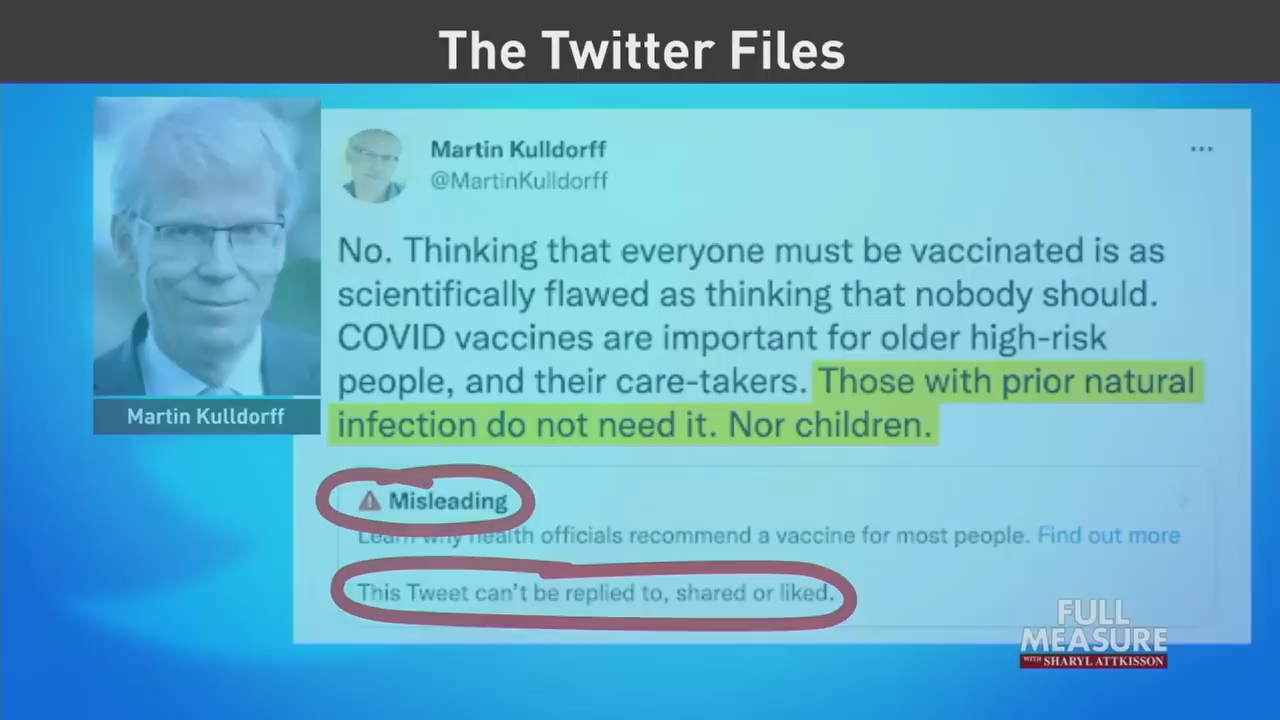 The Twitter Files
Martin Kulldorff
Martin Kulldorff
@MartinKulldorff
No. Thinking that everyone must be vaccinated is as
scientifically flawed as thinking that nobody should.
COVID vaccines are important for older high-risk
people, and their care-takers. Those with prior natural
infection do not need it. Nor children.
Misleading
Learn why health officials recommend a vaccine for most people. Find out more
This Tweet can't be replied to, shared or liked.
FULL
MEASURE
WITH SHARYL ATTKISSON